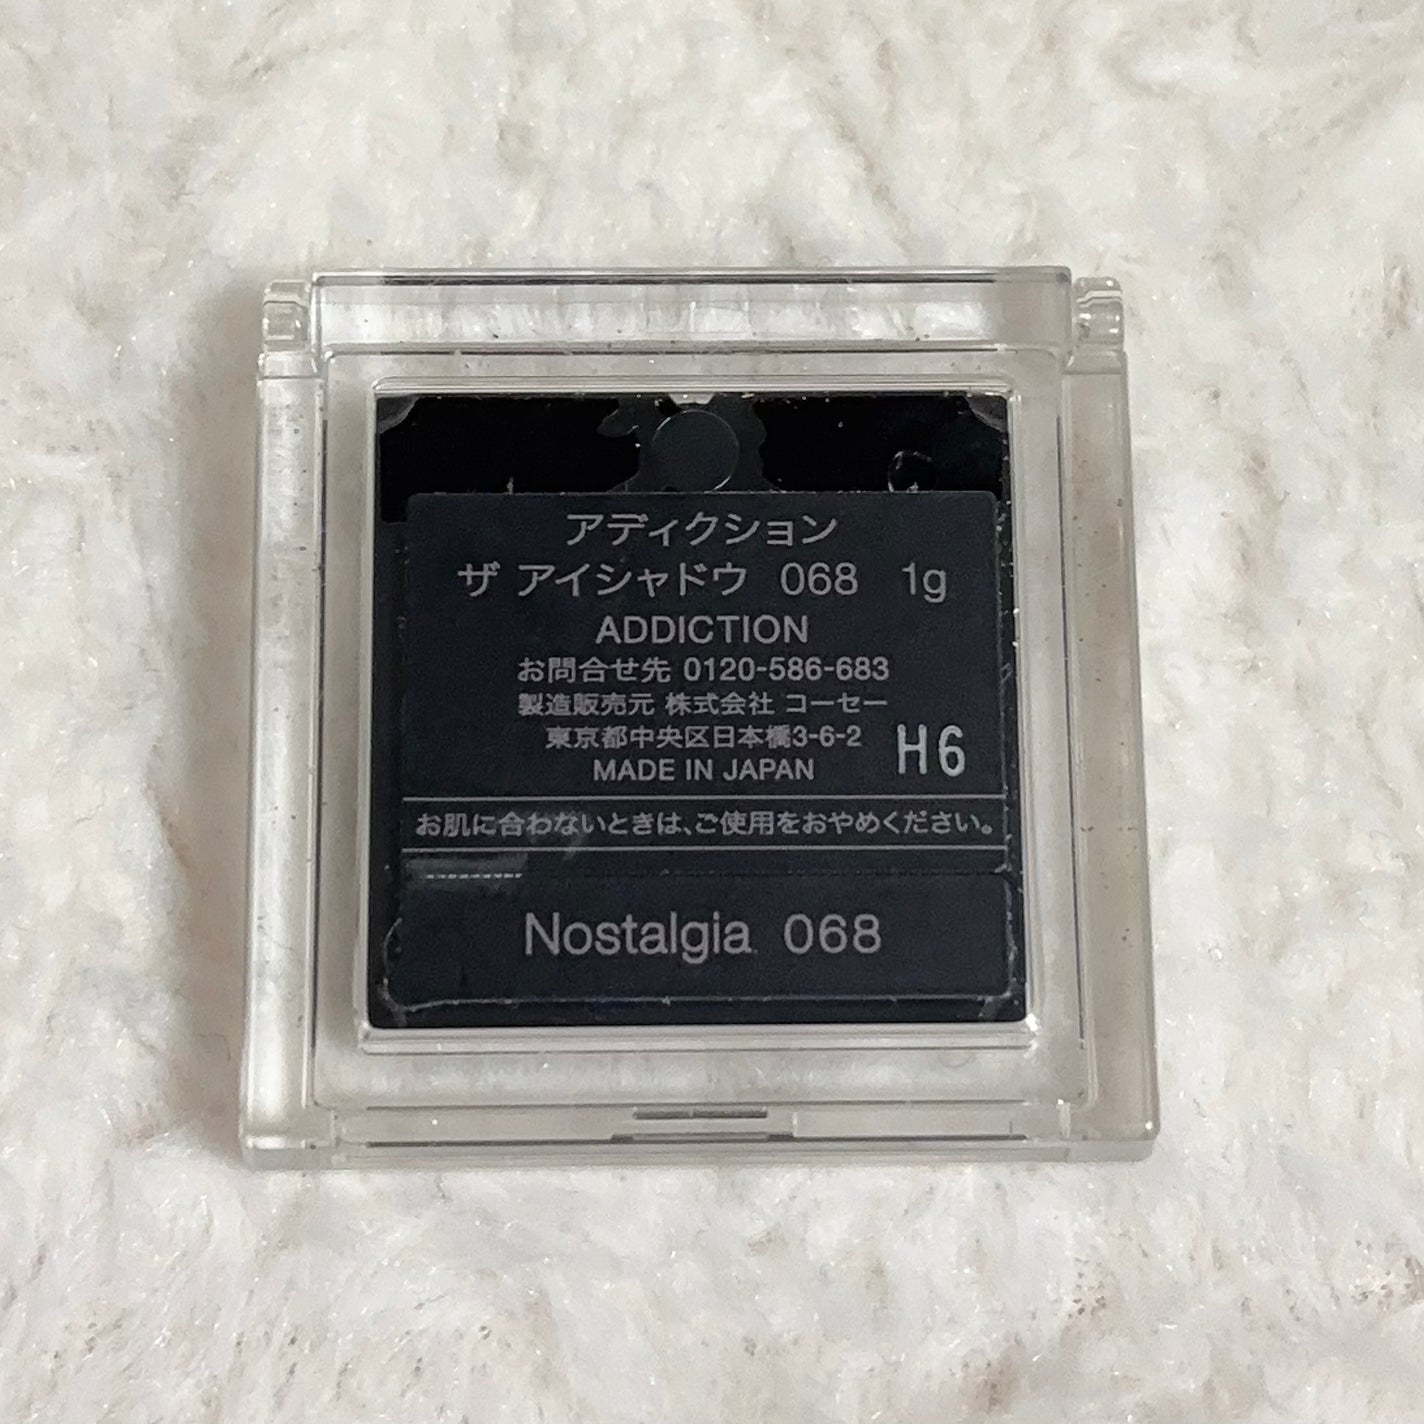 アディクション
ザ アイシャドウ 068 1g
ADDICTION
お問合せ先 0120-586-683
製造販売元 株式会社 コーセー
東京都中央区日本橋3-6-2
MADE IN JAPAN
H6
お肌に合わないときは、ご使用をおやめください。
Nostalgia 068